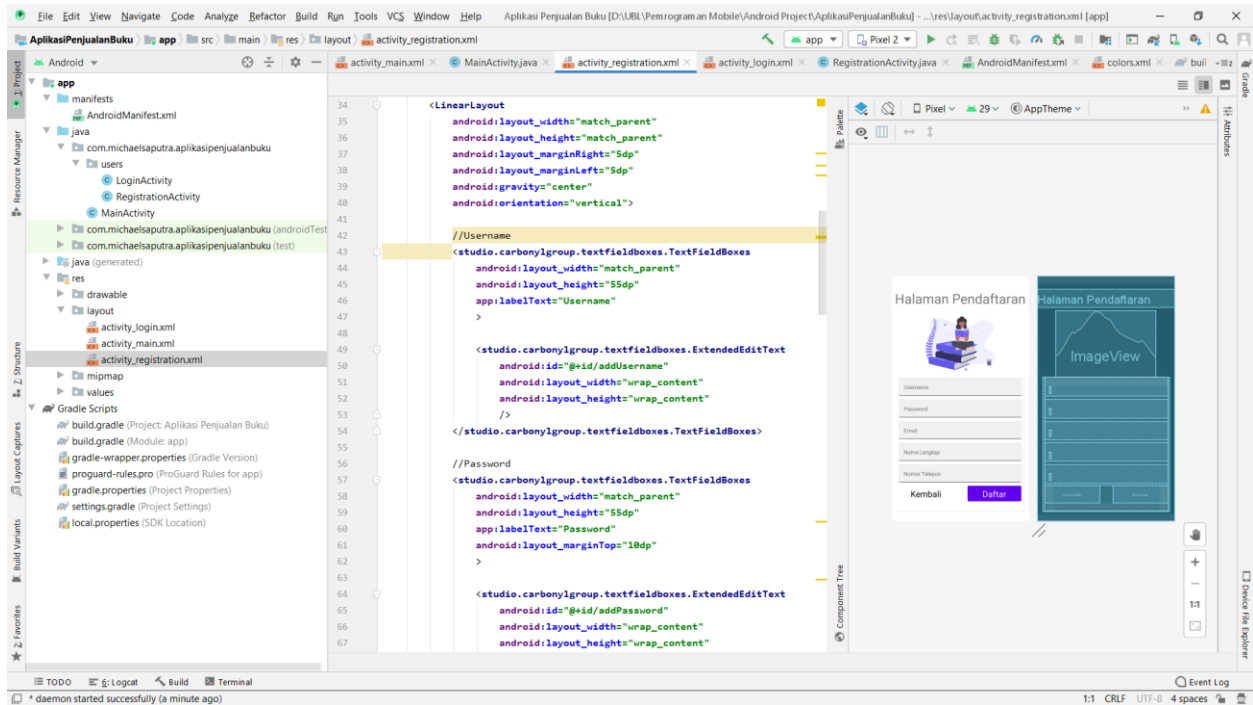 File Edit View Navigate Code Analyze Refactor Build Run Tools VCS Window Help Aplikasi Penjualan Buku [D:\UBL\Pemrograman Mobile\Android Project\AplikasiPenjualanBuku] - ...\res\layout\activity_registration.xml [app]
AplikasiPenjualanBuku app src main res layout activity_registration.xml app Pixel 2
Android
activity_main.xml MainActivity.java activity_registration.xml activity_login.xml RegistrationActivity.java AndroidManifest.xml colors.xml buil
1: Project
Resource Manager
Z: Structure
Layout Captures
Build Variants
2: Favorites
app
manifests
AndroidManifest.xml
java
com.michaelsaputra.aplikasipenjualanbuku
users
LoginActivity
RegistrationActivity
MainActivity
com.michaelsaputra.aplikasipenjualanbuku (androidTest
com.michaelsaputra.aplikasipenjualanbuku (test)
java (generated)
res
drawable
layout
activity_login.xml
activity_main.xml
activity_registration.xml
mipmap
values
Gradle Scripts
build.gradle (Project: Aplikasi Penjualan Buku)
build.gradle (Module: app)
gradle-wrapper.properties (Gradle Version)
proguard-rules.pro (ProGuard Rules for app)
gradle.properties (Project Properties)
settings.gradle (Project Settings)
local.properties (SDK Location)
34 <LinearLayout
35 android:layout_width="match_parent"
36 android:layout_height="match_parent"
37 android:layout_marginRight="5dp"
38 android:layout_marginLeft="5dp"
39 android:gravity="center"
40 android:orientation="vertical">
41
42 //Username
43 <studio.carbonylgroup.textfieldboxes.TextFieldBoxes
44 android:layout_width="match_parent"
45 android:layout_height="55dp"
46 app:labelText="Username"
47 >
48
49 <studio.carbonylgroup.textfieldboxes.ExtendedEditText
50 android:id="@+id/addUsername"
51 android:layout_width="wrap_content"
52 android:layout_height="wrap_content"
53 />
54 </studio.carbonylgroup.textfieldboxes.TextFieldBoxes>
55
56 //Password
57 <studio.carbonylgroup.textfieldboxes.TextFieldBoxes
58 android:layout_width="match_parent"
59 android:layout_height="55dp"
60 app:labelText="Password"
61 android:layout_marginTop="10dp"
62 >
63
64 <studio.carbonylgroup.textfieldboxes.ExtendedEditText
65 android:id="@+id/addPassword"
66 android:layout_width="wrap_content"
67 android:layout_height="wrap_content"
Palette
Component Tree
Pixel 29 AppTheme
Halaman Pendaftaran
Username
Password
Email
Nama Lengkap
Nomor Telepon
Kembali Daftar
Halaman Pendaftaran
ImageView
1:1
Gradle
Attributes
Device File Explorer
TODO 6: Logcat Build Terminal Event Log
* daemon started successfully (a minute ago) 1:1 CRLF UTF-8 4 spaces